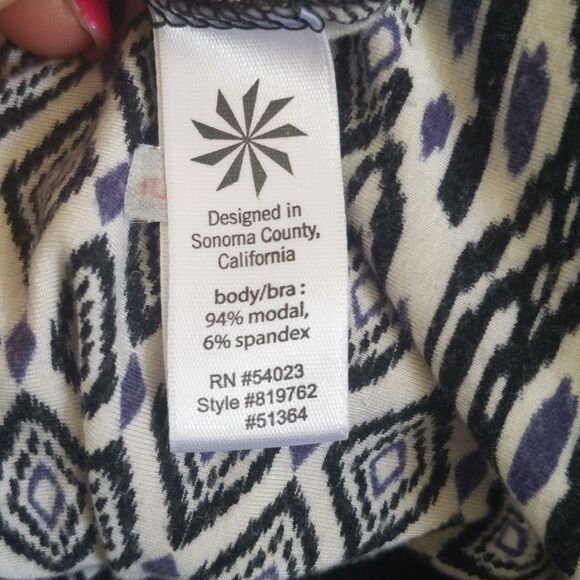 Designed in
Sonoma County,
California
body/bra :
94% modal,
6% spandex
RN #54023
Style #819762
#51364